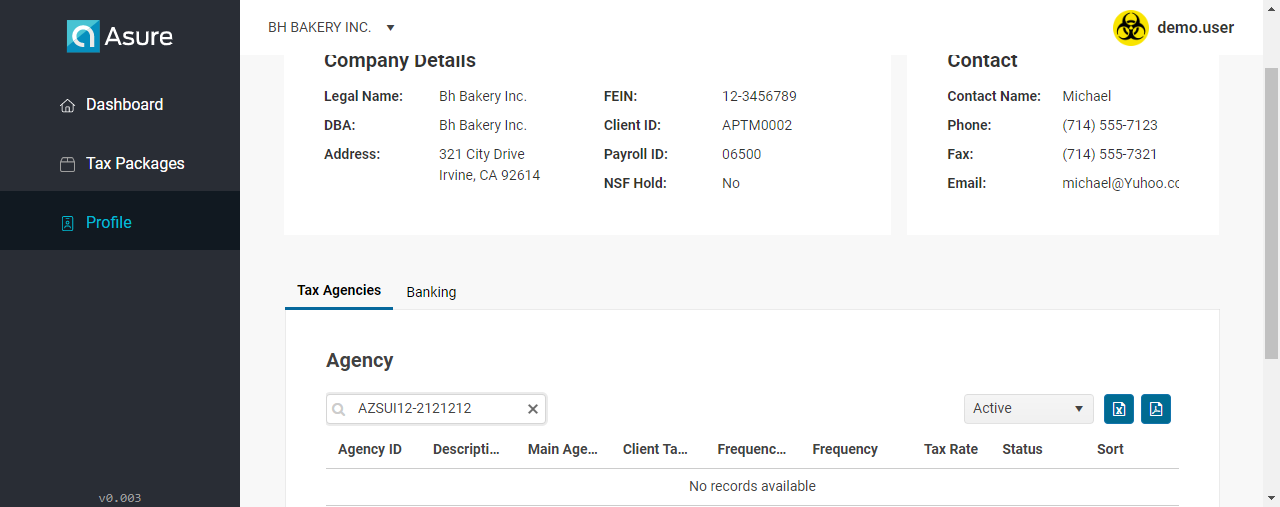 Asure
BH BAKERY INC.
demo.user
Dashboard
Tax Packages
Profile
v0.003
Company Details
Legal Name: Bh Bakery Inc.
DBA: Bh Bakery Inc.
Address: 321 City Drive
Irvine, CA 92614
FEIN: 12-3456789
Client ID: APTM0002
Payroll ID: 06500
NSF Hold: No
Contact
Contact Name: Michael
Phone: (714) 555-7123
Fax: (714) 555-7321
Email: michael@Yuhoo.cc
Tax Agencies Banking
Agency
AZSUI12-2121212
Active
Agency ID Descripti... Main Age... Client Ta... Frequenc... Frequency Tax Rate Status Sort
No records available